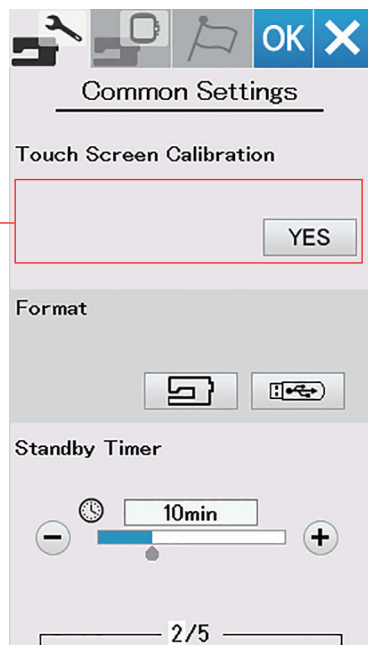 OK
Common Settings
Touch Screen Calibration
YES
Format
Standby Timer
10min
2/5